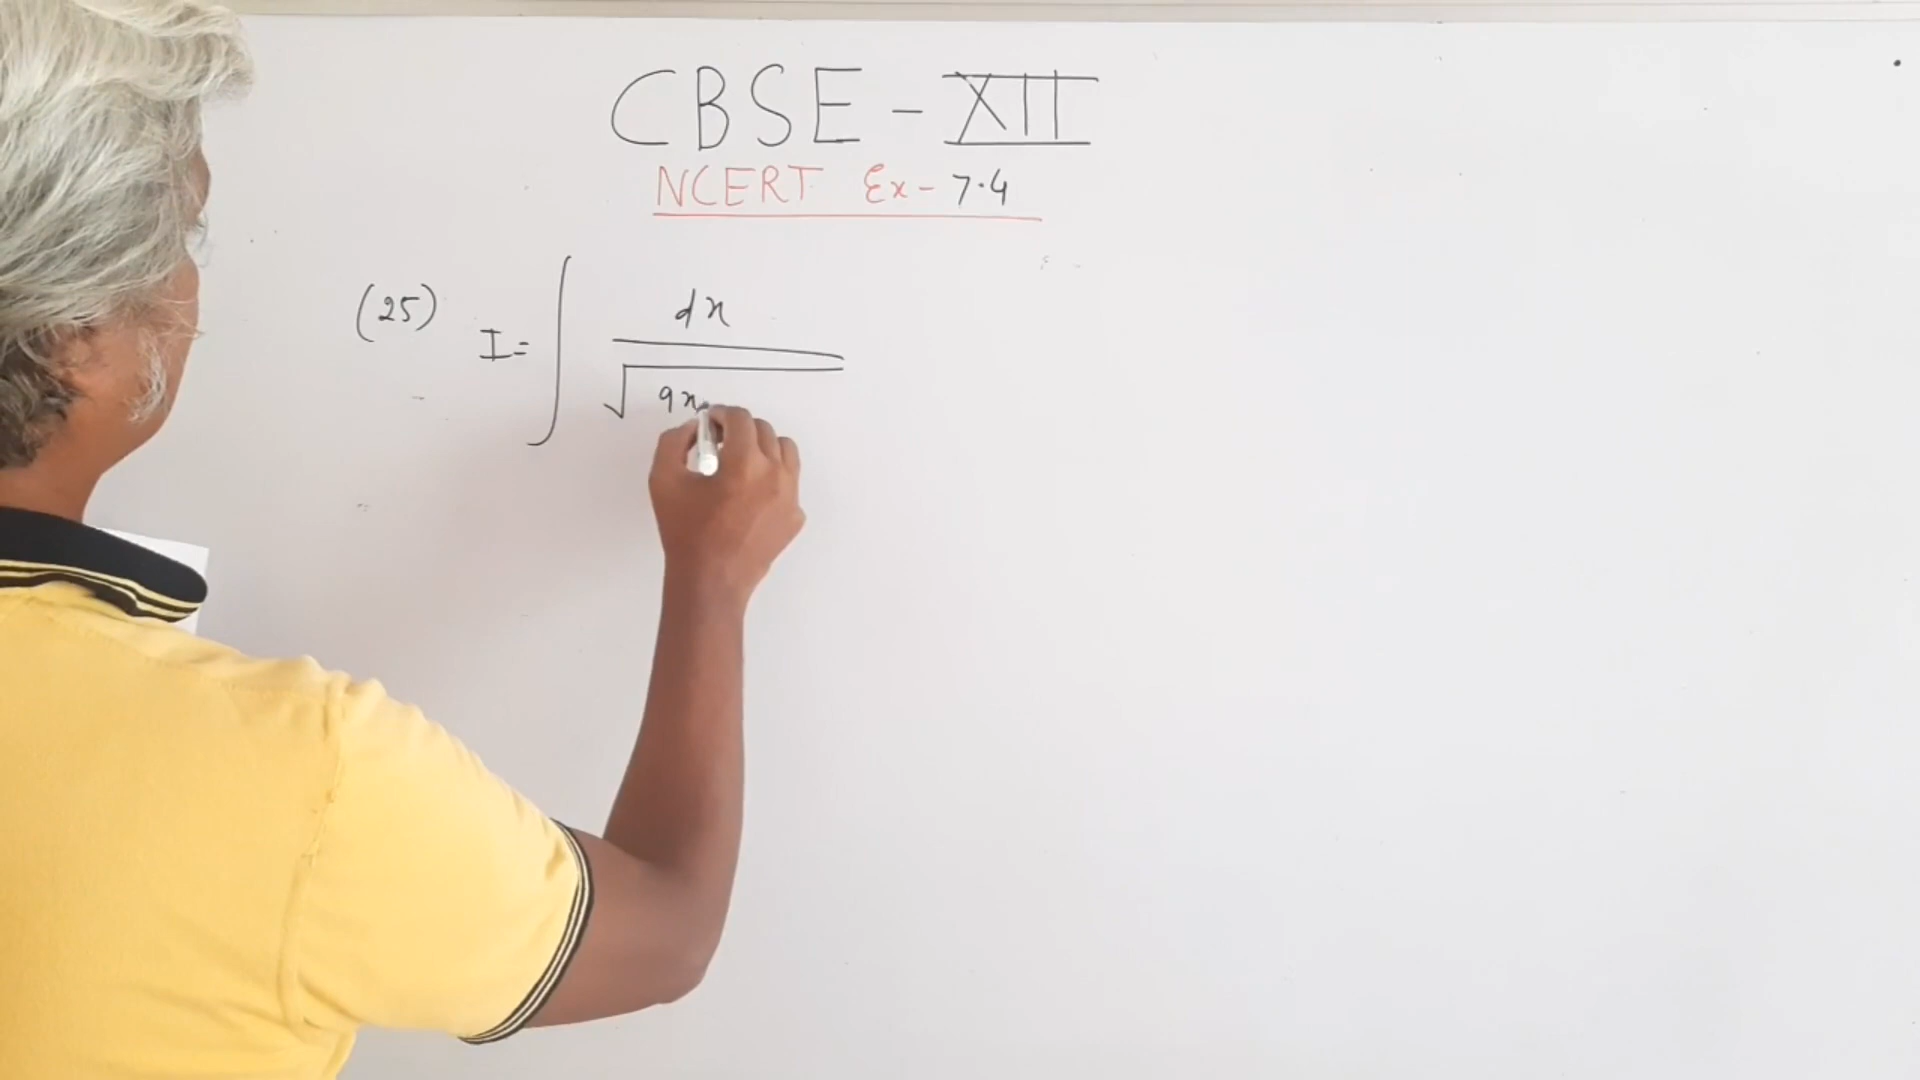 CBSE - XII
NCERT Ex - 7.4
(25) I = ∫ dx / √ 9x